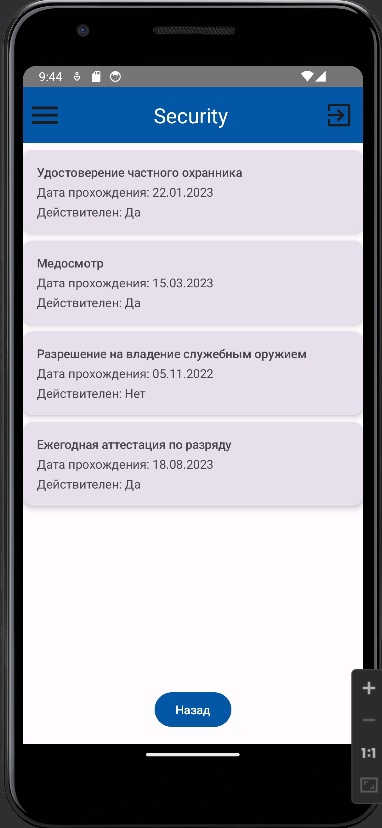 9:44
Security
Удостоверение частного охранника
Дата прохождения: 22.01.2023
Действителен: Да
Медосмотр
Дата прохождения: 15.03.2023
Действителен: Да
Разрешение на владение служебным оружием
Дата прохождения: 05.11.2022
Действителен: Нет
Ежегодная аттестация по разряду
Дата прохождения: 18.08.2023
Действителен: Да
Назад
1:1